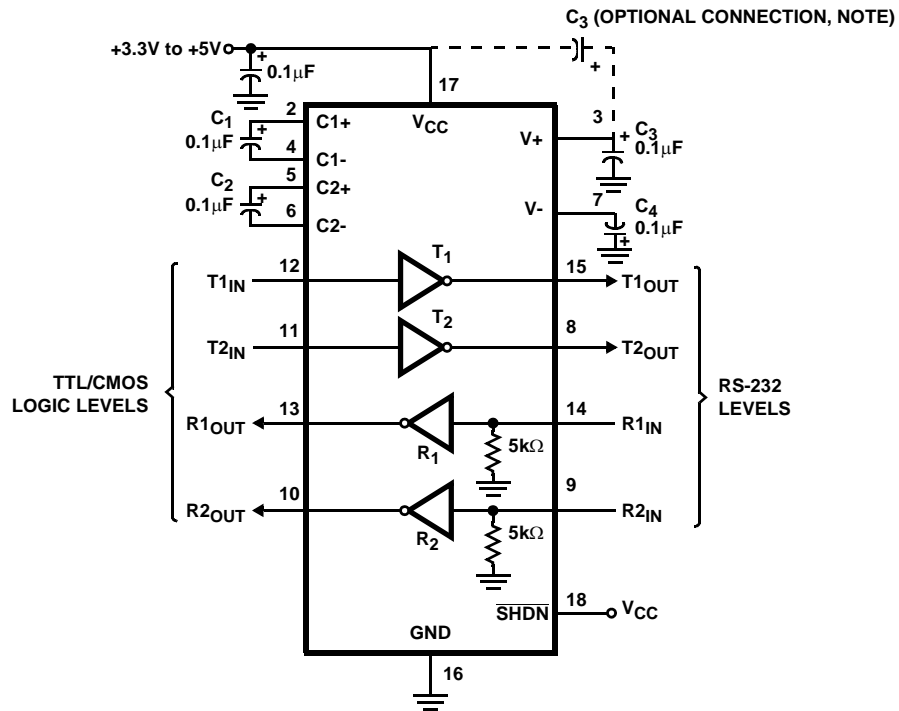 C3 (OPTIONAL CONNECTION, NOTE)
+3.3V to +5V
+
0.1µF
+
17
2
C1
+
0.1µF
C1+
VCC
V+
3
+
C3
0.1µF
4
C1-
5
C2
+
0.1µF
C2+
6
C2-
V-
7
C4
0.1µF
+
T1
T1IN
12
15
T1OUT
T2
T2IN
11
8
T2OUT
TTL/CMOS
LOGIC LEVELS
RS-232
LEVELS
R1OUT
13
14
R1IN
R1
5kΩ
R2OUT
10
9
R2IN
R2
5kΩ
SHDN
18
VCC
GND
16